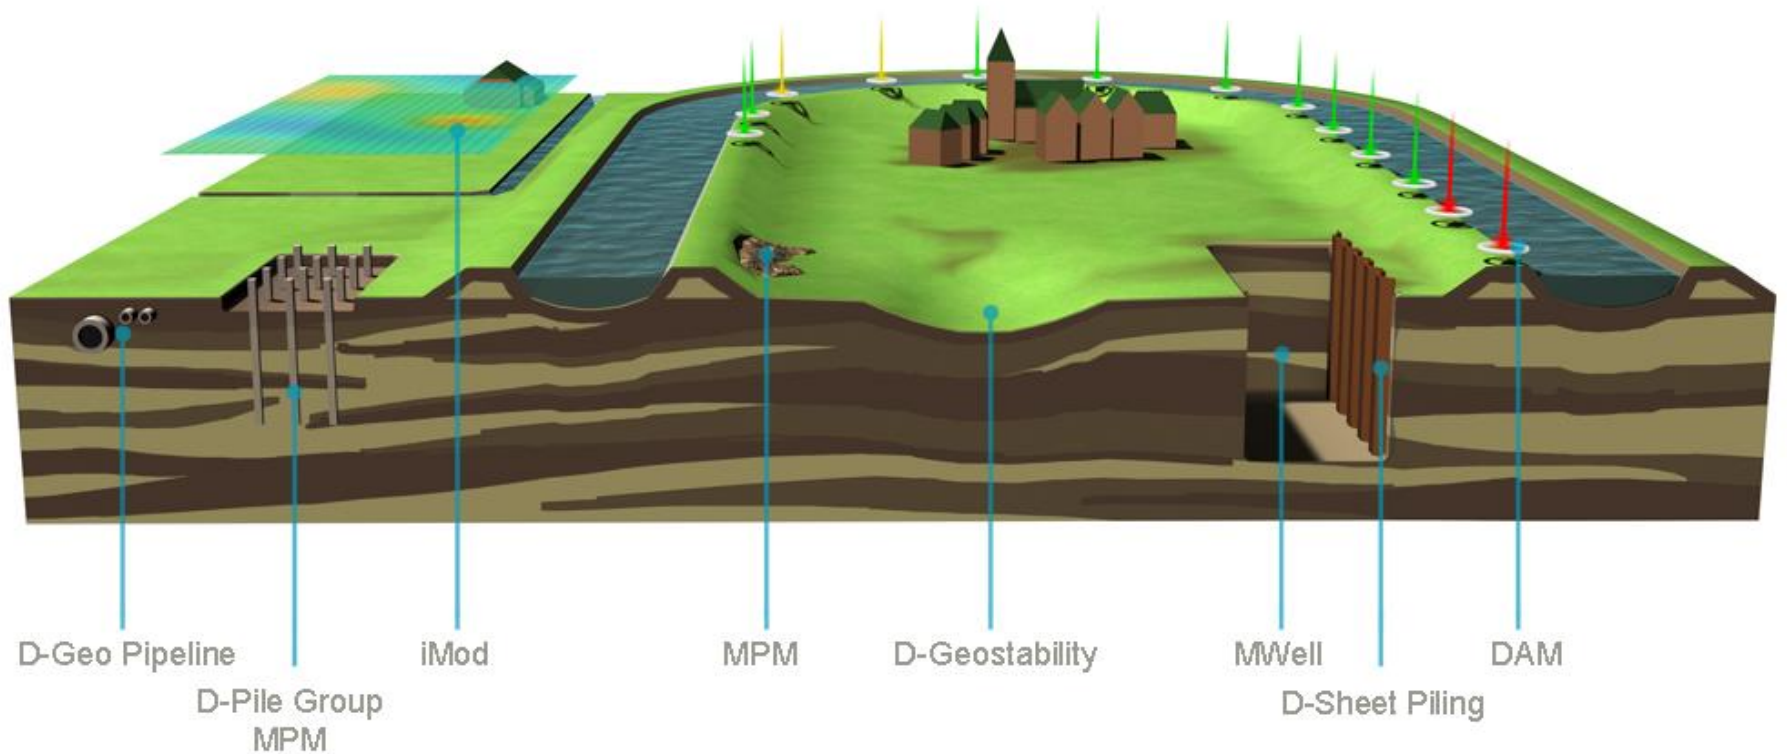 D-Geo Pipeline
D-Pile Group
MPM
iMod
MPM
D-Geostability
MWell
D-Sheet Piling
DAM